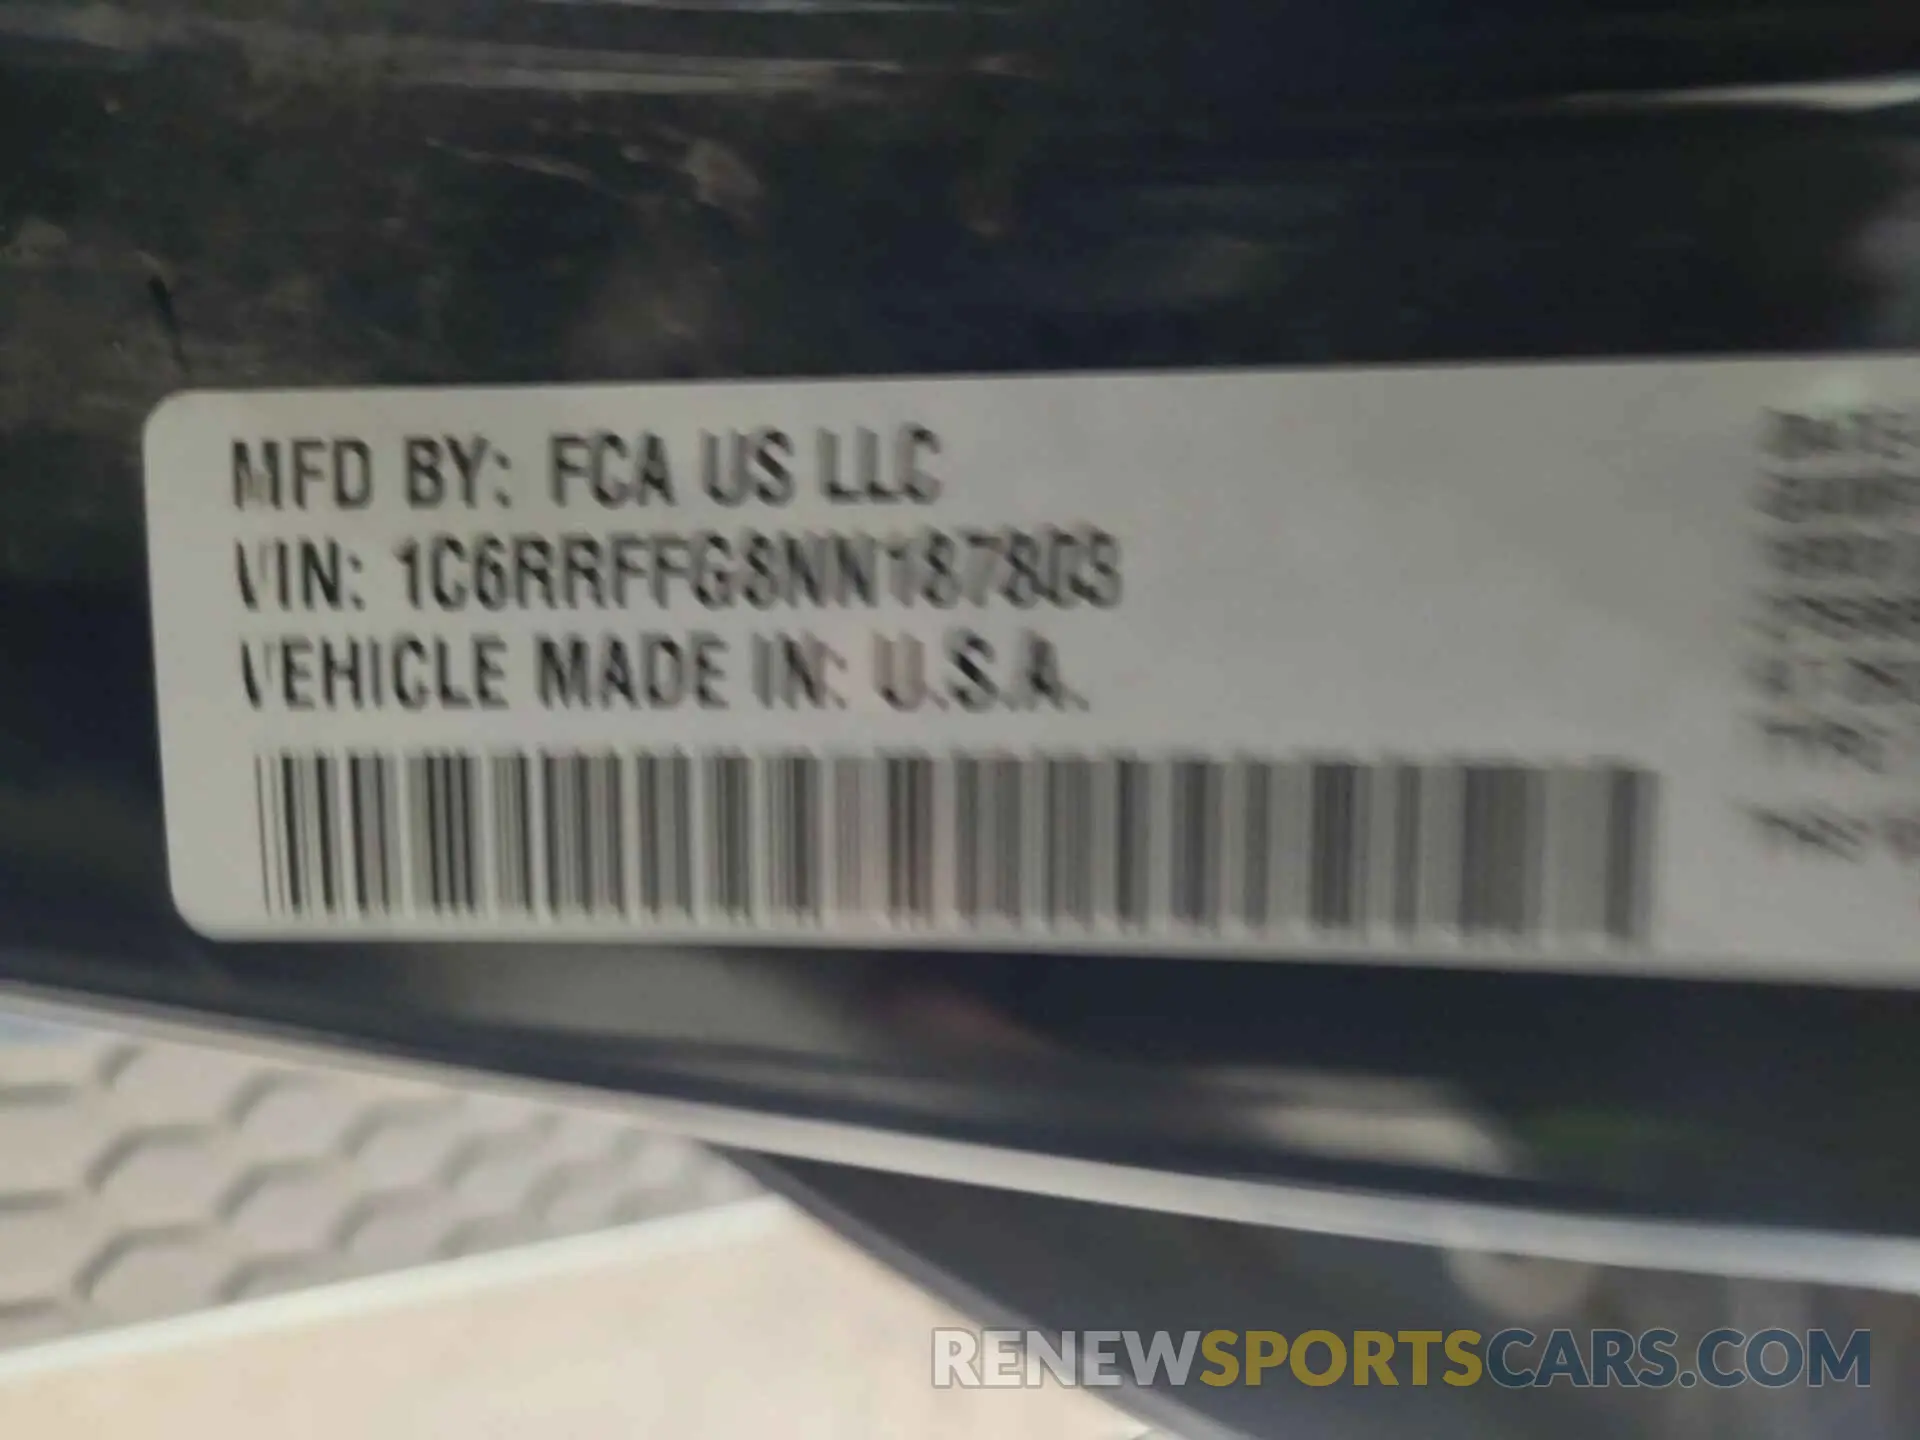 MFD BY: FCA US LLC
VIN: 1C6RRFFG8NN187803
VEHICLE MADE IN: U.S.A.
RENEWSPORTSCARS.COM